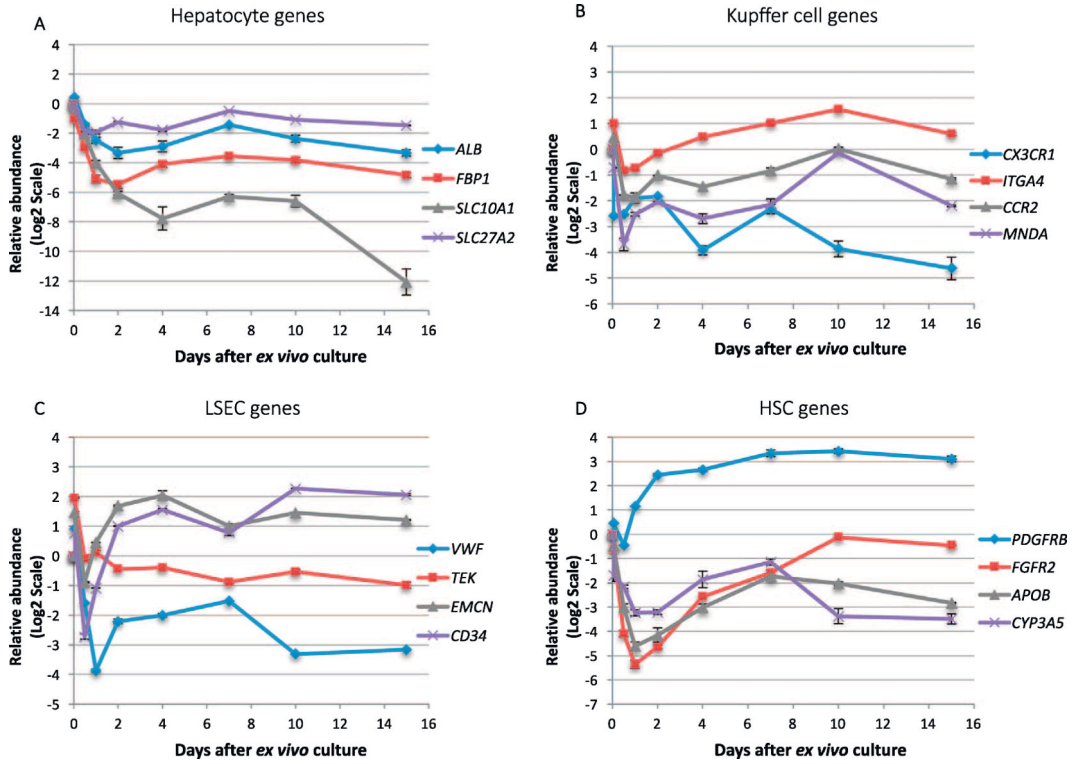 A
Hepatocyte genes
Relative abundance
(Log2 Scale)
4
2
0
-2
-4
-6
-8
-10
-12
-14
0 2 4 6 8 10 12 14 16
Days after ex vivo culture
ALB
FBP1
SLC10A1
SLC27A2
B
Kupffer cell genes
Relative abundance
(Log2 Scale)
4
3
2
1
0
-1
-2
-3
-4
-5
-6
0 2 4 6 8 10 12 14 16
Days after ex vivo culture
CX3CR1
ITGA4
CCR2
MNDA
C
LSEC genes
Relative abundance
(Log2 Scale)
4
3
2
1
0
-1
-2
-3
-4
-5
0 2 4 6 8 10 12 14 16
Days after ex vivo culture
VWF
TEK
EMCN
CD34
D
HSC genes
Relative abundance
(Log2 Scale)
4
3
2
1
0
-1
-2
-3
-4
-5
-6
-7
0 2 4 6 8 10 12 14 16
Days after ex vivo culture
PDGFRB
FGFR2
APOB
CYP3A5